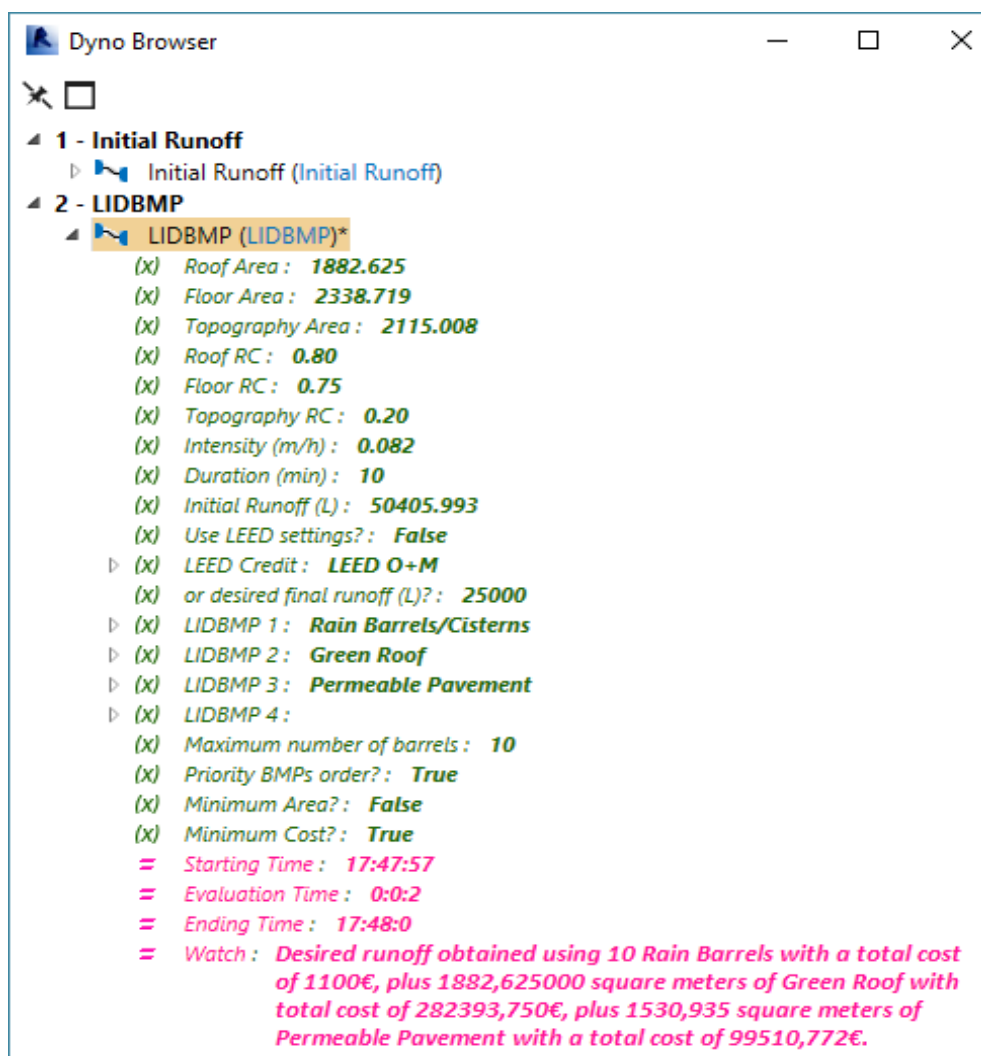 Dyno Browser
1 - Initial Runoff
Initial Runoff (Initial Runoff)
2 - LIDBMP
LIDBMP (LIDBMP)*
(x) Roof Area : 1882.625
(x) Floor Area : 2338.719
(x) Topography Area : 2115.008
(x) Roof RC : 0.80
(x) Floor RC : 0.75
(x) Topography RC : 0.20
(x) Intensity (m/h) : 0.082
(x) Duration (min) : 10
(x) Initial Runoff (L) : 50405.993
(x) Use LEED settings? : False
(x) LEED Credit : LEED O+M
(x) or desired final runoff (L)? : 25000
(x) LIDBMP 1 : Rain Barrels/Cisterns
(x) LIDBMP 2 : Green Roof
(x) LIDBMP 3 : Permeable Pavement
(x) LIDBMP 4 :
(x) Maximum number of barrels : 10
(x) Priority BMPs order? : True
(x) Minimum Area? : False
(x) Minimum Cost? : True
= Starting Time : 17:47:57
= Evaluation Time : 0:0:2
= Ending Time : 17:48:0
= Watch : Desired runoff obtained using 10 Rain Barrels with a total cost
of 1100€, plus 1882,625000 square meters of Green Roof with
total cost of 282393,750€, plus 1530,935 square meters of
Permeable Pavement with a total cost of 99510,772€.